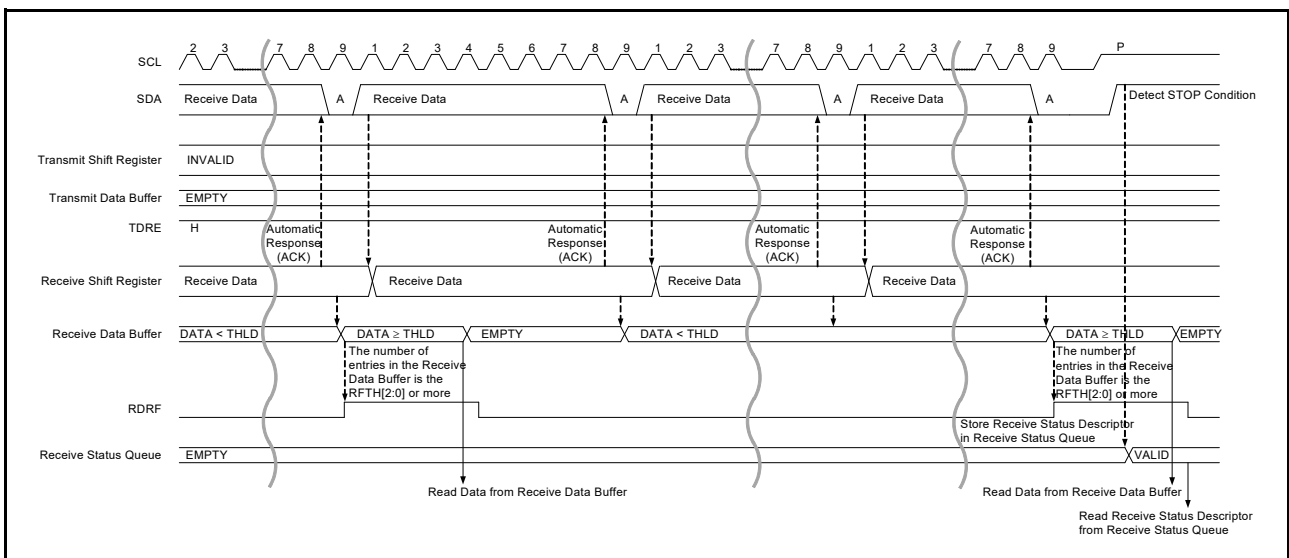 2 3 7 8 9 1 2 3 4 5 6 7 8 9 1 2 3 7 8 9 1 2 3 7 8 9 P
SCL
SDA Receive Data A Receive Data A Receive Data A Receive Data A Detect STOP Condition
Transmit Shift Register INVALID
Transmit Data Buffer EMPTY
TDRE H
Automatic
Response
(ACK)
Automatic
Response
(ACK)
Automatic
Response
(ACK)
Automatic
Response
(ACK)
Receive Shift Register Receive Data Receive Data Receive Data Receive Data
Receive Data Buffer DATA < THLD DATA ≥ THLD EMPTY DATA < THLD DATA ≥ THLD EMPTY
The number of
entries in the Receive
Data Buffer is the
RFTH[2:0] or more
The number of
entries in the Receive
Data Buffer is the
RFTH[2:0] or more
RDRF
Store Receive Status Descriptor
in Receive Status Queue
Receive Status Queue EMPTY VALID
Read Data from Receive Data Buffer Read Data from Receive Data Buffer
Read Receive Status Descriptor
from Receive Status Queue